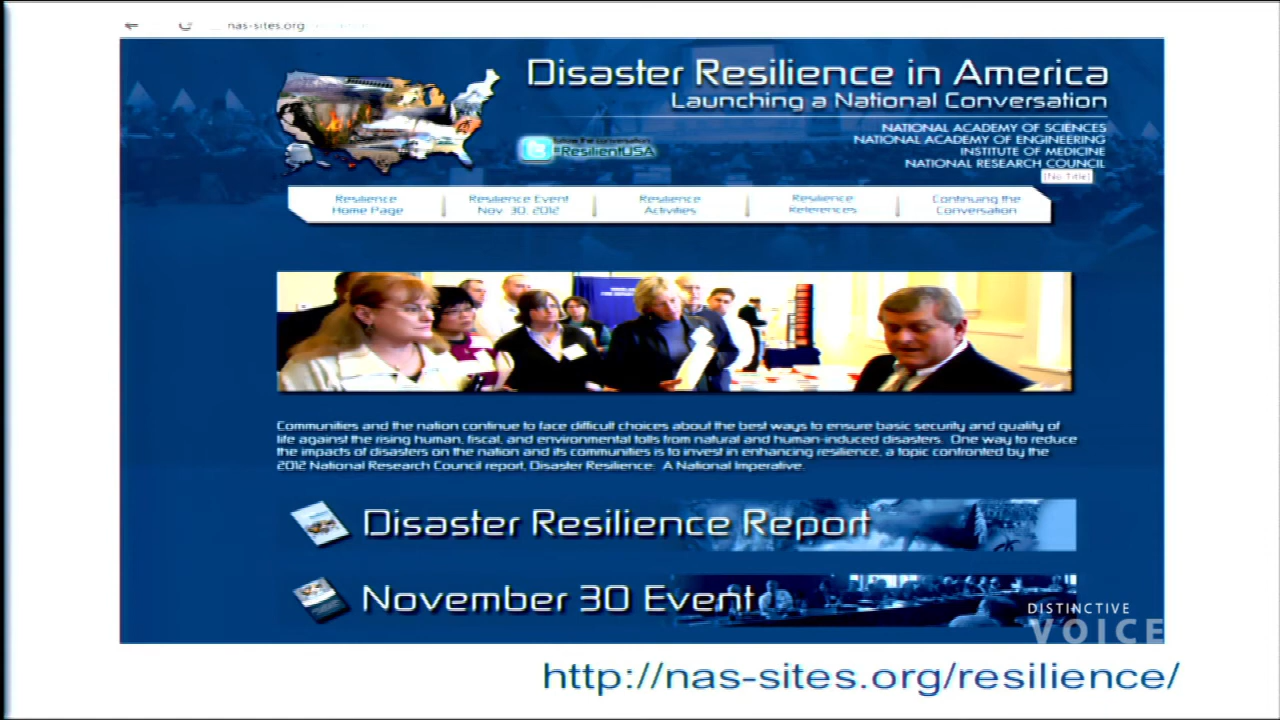 nas-sites.org
Disaster Resilience in America
Launching a National Conversation
NATIONAL ACADEMY OF SCIENCES
NATIONAL ACADEMY OF ENGINEERING
INSTITUTE OF MEDICINE
NATIONAL RESEARCH COUNCIL
follow the conversation
#ResilientUSA
[No Title]
Resilience Home Page
Resilience Event Nov. 30, 2012
Resilience Activities
Resilience References
Continuing the Conversation
Communities and the nation continue to face difficult choices about the best ways to ensure basic security and quality of
life against the rising human, fiscal, and environmental tolls from natural and human-induced disasters. One way to reduce
the impacts of disasters on the nation and its communities is to invest in enhancing resilience, a topic confronted by the
2012 National Research Council report, Disaster Resilience: A National Imperative.
Disaster Resilience Report
November 30 Event
DISTINCTIVE
VOICE
http://nas-sites.org/resilience/